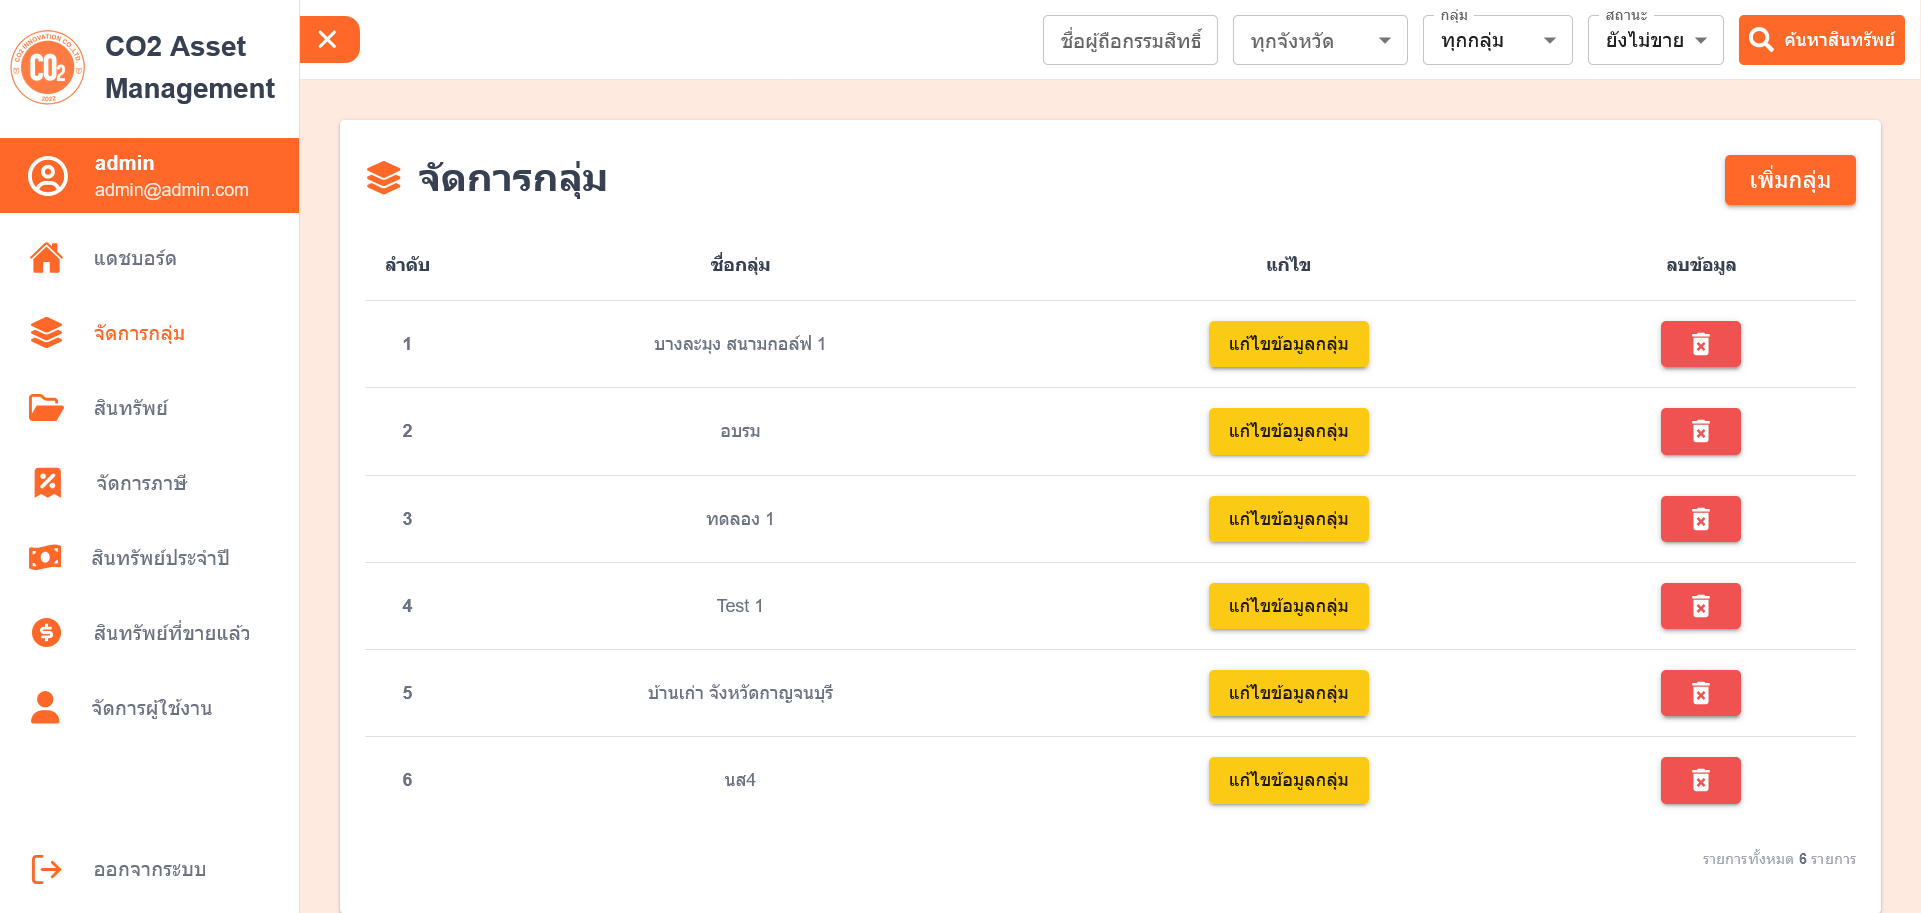 CO2 INNOVATION CO.,LTD.
CO2
2022
CO2 Asset
Management
ชื่อผู้ถือกรรมสิทธิ์
ทุกจังหวัด
กลุ่ม
ทุกกลุ่ม
สถานะ
ยังไม่ขาย
ค้นหาสินทรัพย์
admin
admin@admin.com
แดชบอร์ด
จัดการกลุ่ม
สินทรัพย์
จัดการภาษี
สินทรัพย์ประจำปี
สินทรัพย์ที่ขายแล้ว
จัดการผู้ใช้งาน
ออกจากระบบ
จัดการกลุ่ม
เพิ่มกลุ่ม
ลำดับ ชื่อกลุ่ม แก้ไข ลบข้อมูล
1 บางละมุง สนามกอล์ฟ 1 แก้ไขข้อมูลกลุ่ม
2 อบรม แก้ไขข้อมูลกลุ่ม
3 ทดลอง 1 แก้ไขข้อมูลกลุ่ม
4 Test 1 แก้ไขข้อมูลกลุ่ม
5 บ้านเก่า จังหวัดกาญจนบุรี แก้ไขข้อมูลกลุ่ม
6 นส4 แก้ไขข้อมูลกลุ่ม
รายการทั้งหมด 6 รายการ